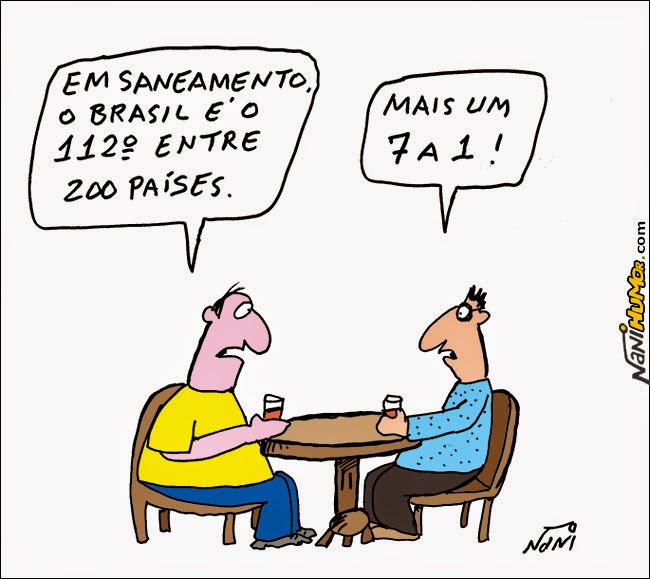 EM SANEAMENTO,
O BRASIL É O
112º ENTRE
200 PAÍSES.
MAIS UM
7 A 1!
NANIHUMOR.com
NANI